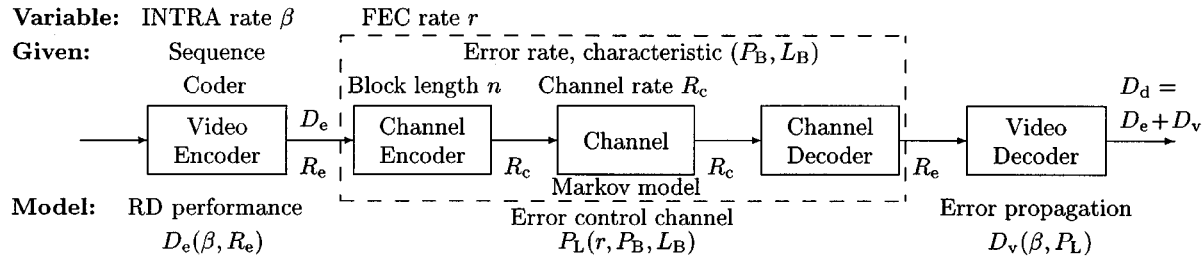 Variable: INTRA rate β FEC rate r
Given: Sequence Error rate, characteristic (P_B, L_B)
Coder Block length n Channel rate R_c
Video Encoder
D_e
R_e
Channel Encoder
R_c
Channel
R_c
Channel Decoder
R_e
Video Decoder
D_d =
D_e + D_v
Markov model
Model: RD performance Error control channel Error propagation
D_e(β, R_e) P_L(r, P_B, L_B) D_v(β, P_L)